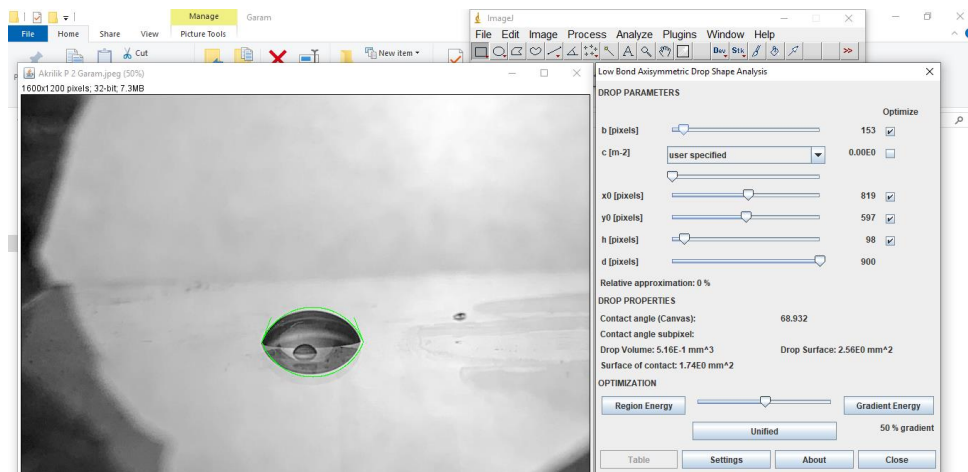 Manage
Garam
File
Home
Share
View
Picture Tools
Cut
New item
ImageJ
File Edit Image Process Analyze Plugins Window Help
Dev Stk >>
Akrilik P 2 Garam.jpeg (50%)
1600x1200 pixels; 32-bit; 7.3MB
Low Bond Axisymmetric Drop Shape Analysis
DROP PARAMETERS
Optimize
b [pixels] 153
c [m-2] user specified 0.00E0
x0 [pixels] 819
y0 [pixels] 597
h [pixels] 98
d [pixels] 900
Relative approximation: 0 %
DROP PROPERTIES
Contact angle (Canvas): 68.932
Contact angle subpixel:
Drop Volume: 5.16E-1 mm^3 Drop Surface: 2.56E0 mm^2
Surface of contact: 1.74E0 mm^2
OPTIMIZATION
Region Energy Gradient Energy
Unified 50 % gradient
Table Settings About Close